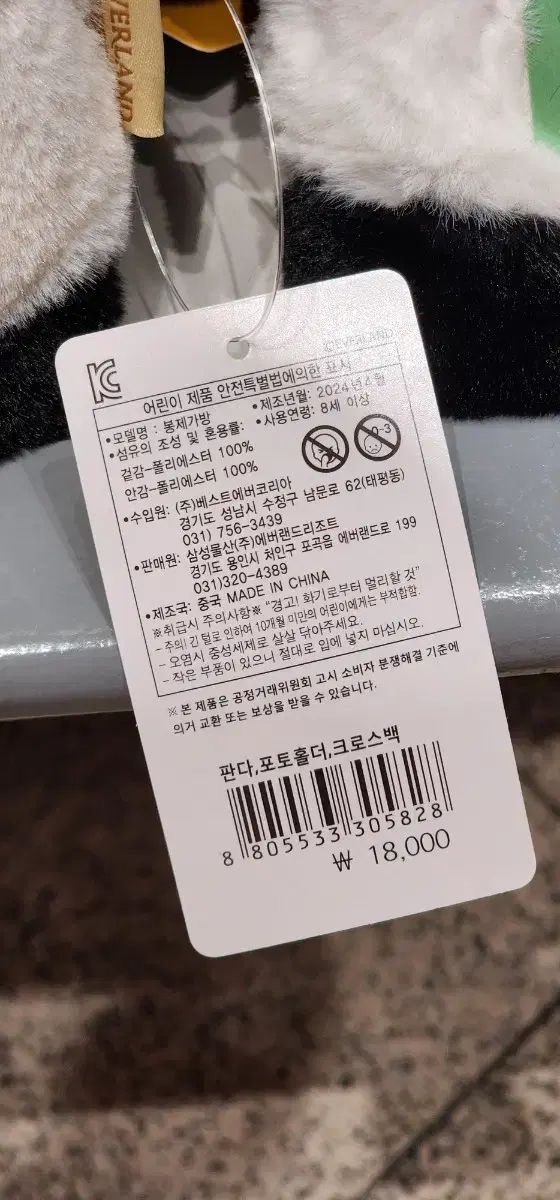 EVERLAND
©EVERLAND
어린이 제품 안전특별법에의한 표시
•모델명 : 봉제가방 •제조년월: 2024년4월
•섬유의 조성 및 혼용률: •사용연령: 8세 이상
겉감-폴리에스터 100%
안감-폴리에스터 100%
0-3
•수입원: (주)베스트에버코리아
경기도 성남시 수정구 남문로 62(태평동)
031) 756-3439
•판매원: 삼성물산(주)에버랜드리조트
경기도 용인시 처인구 포곡읍 에버랜드로 199
031)320-4389
•제조국: 중국 MADE IN CHINA
※취급시 주의사항※ "경고! 화기로부터 멀리할 것"
- 주의! 긴 털로 인하여 10개월 미만의 어린이에게는 부적합함.
- 오염시 중성세제로 살살 닦아주세요.
- 작은 부품이 있으니 절대로 입에 넣지 마십시오.
※ 본 제품은 공정거래위원회 고시 소비자 분쟁해결 기준에
의거 교환 또는 보상을 받을 수 있습니다.
판다,포토홀더,크로스백
8 805533 305828
₩ 18,000